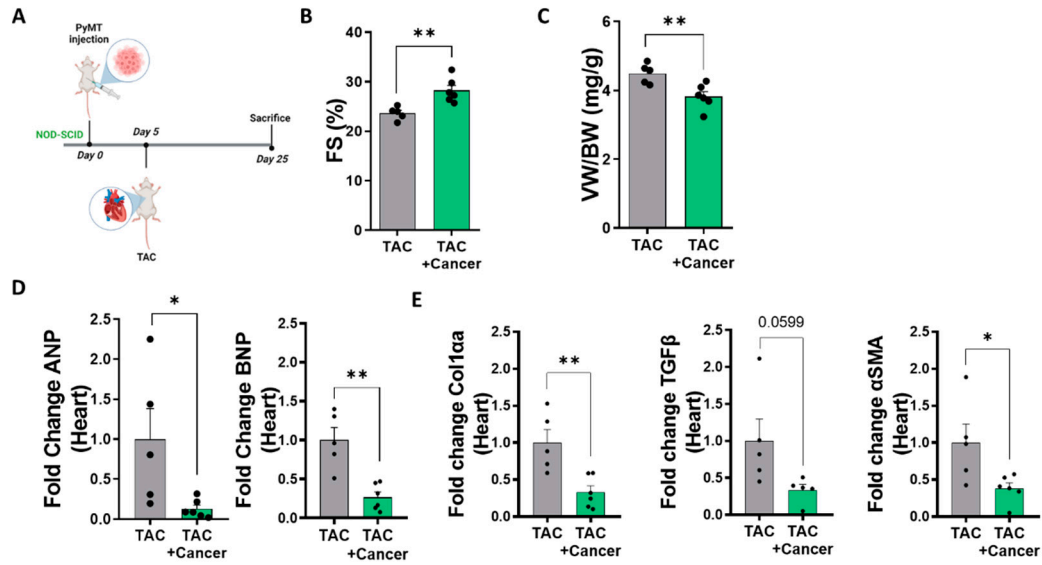 A
PyMT
injection
NOD-SCID
Day 0
Day 5
Sacrifice
Day 25
TAC
B
FS (%)
40
30
20
10
0
**
TAC
TAC
+Cancer
C
VW/BW (mg/g)
6
4
2
0
**
TAC
TAC
+Cancer
D
Fold Change ANP
(Heart)
2.5
2.0
1.5
1.0
0.5
0.0
*
TAC
TAC
+Cancer
Fold Change BNP
(Heart)
2.5
2.0
1.5
1.0
0.5
0.0
**
TAC
TAC
+Cancer
E
Fold change Col1αa
(Heart)
2.5
2.0
1.5
1.0
0.5
0.0
**
TAC
TAC
+Cancer
Fold change TGFβ
(Heart)
2.5
2.0
1.5
1.0
0.5
0.0
0.0599
TAC
TAC
+Cancer
Fold change αSMA
(Heart)
2.5
2.0
1.5
1.0
0.5
0.0
*
TAC
TAC
+Cancer